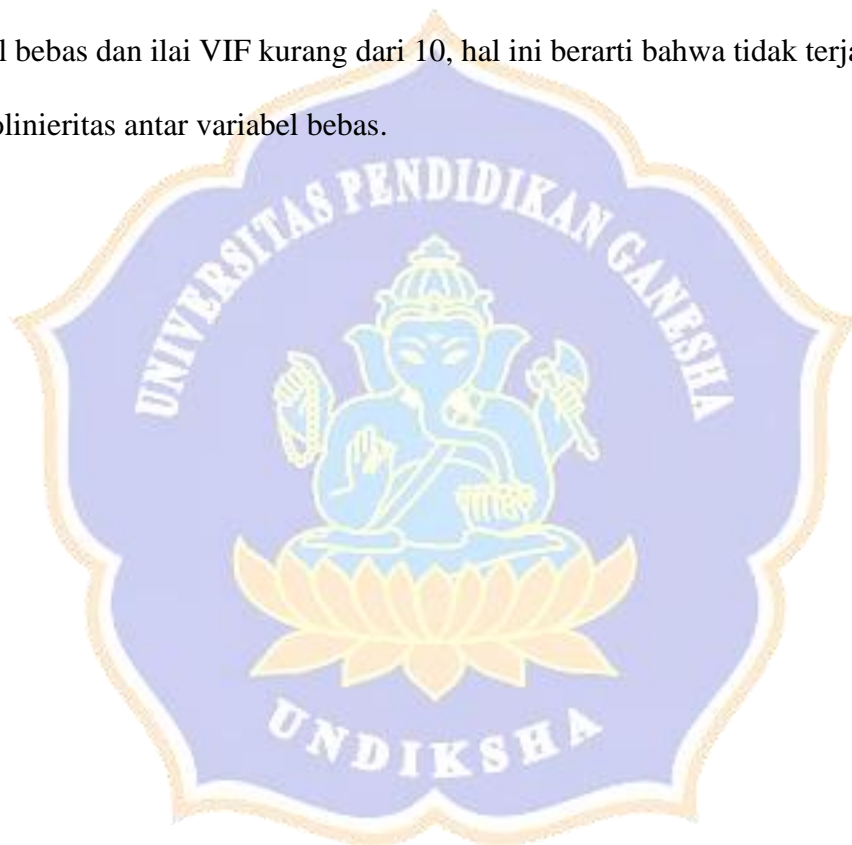 l bebas dan ilai VIF kurang dari 10, hal ini berarti bahwa tidak terja
olinieritas antar variabel bebas.
UNIVERSITAS PENDIDIKAN GANESHA
UNDIKSHA